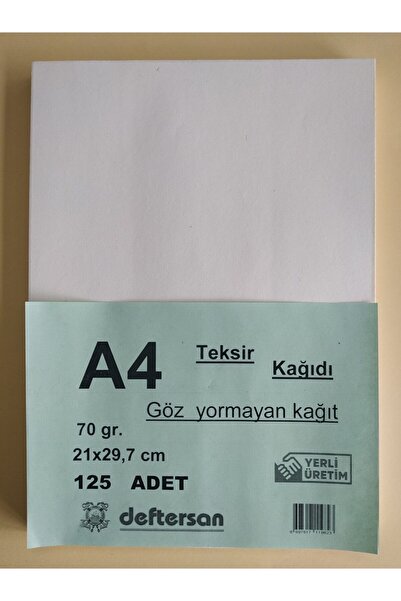 A4 Teksir Kağıdı
Göz yormayan kağıt
70 gr.
21x29,7 cm
125 ADET
YERLİ
ÜRETİM
deftersan